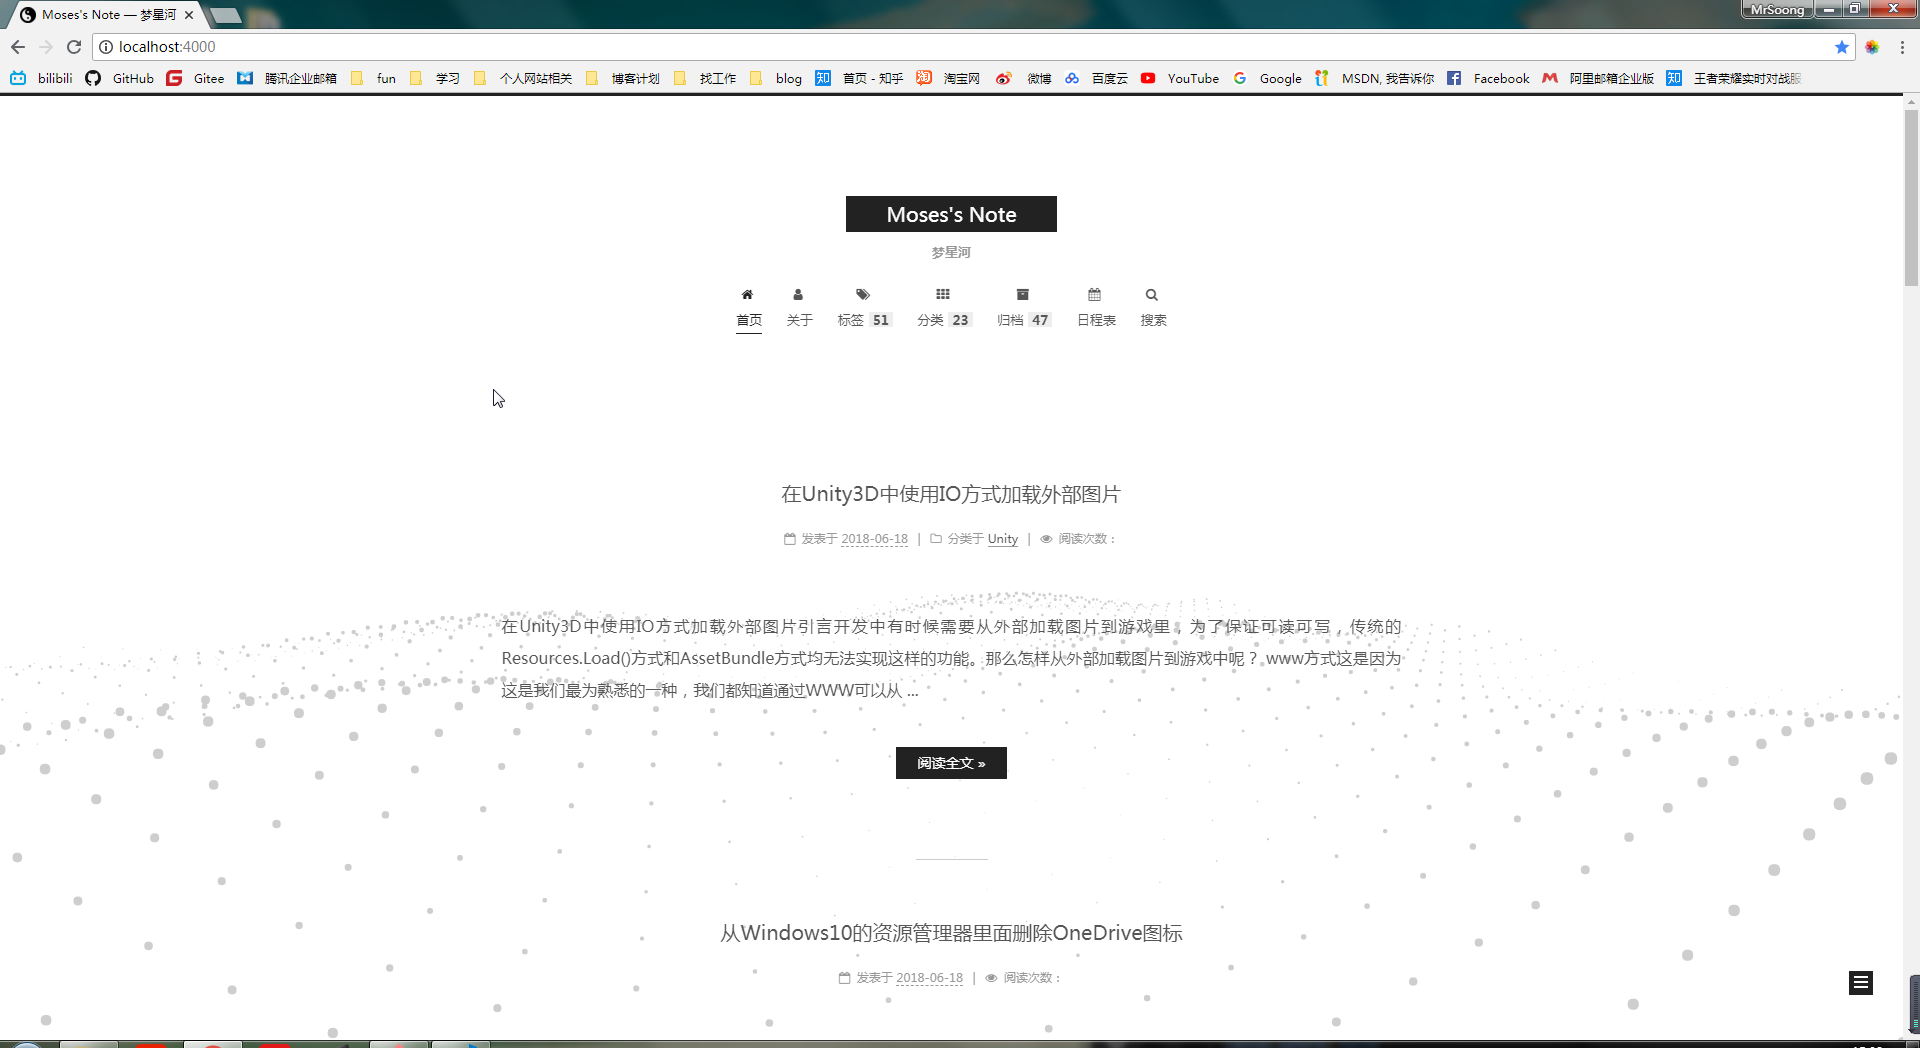 Moses's Note — 梦星河
MrSoong
localhost:4000
bilibili GitHub Gitee 腾讯企业邮箱 fun 学习 个人网站相关 博客计划 找工作 blog 首页 - 知乎 淘宝网 微博 百度云 YouTube Google MSDN, 我告诉你 Facebook 阿里邮箱企业版 王者荣耀实时对战服
Moses's Note
梦星河
首页 关于 标签 51 分类 23 归档 47 日程表 搜索
在Unity3D中使用IO方式加载外部图片
发表于 2018-06-18 | 分类于 Unity | 阅读次数：
在Unity3D中使用IO方式加载外部图片引言开发中有时候需要从外部加载图片到游戏里，为了保证可读可写，传统的
Resources.Load()方式和AssetBundle方式均无法实现这样的功能。那么怎样从外部加载图片到游戏中呢？ www方式这是因为
这是我们最为熟悉的一种，我们都知道通过WWW可以从 ...
阅读全文 »
从Windows10的资源管理器里面删除OneDrive图标
发表于 2018-06-18 | 阅读次数：